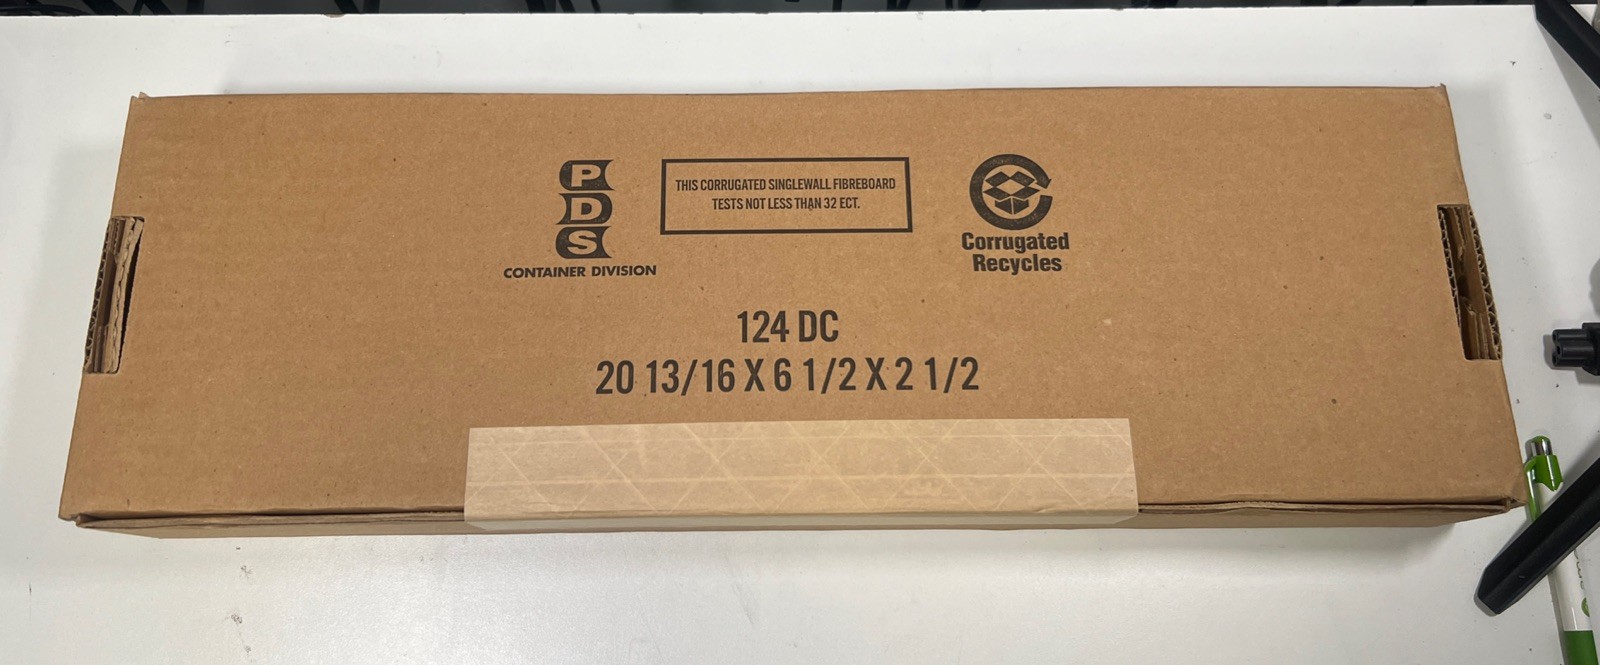 P
D
S
CONTAINER DIVISION
THIS CORRUGATED SINGLEWALL FIBREBOARD
TESTS NOT LESS THAN 32 ECT.
Corrugated
Recycles
124 DC
20 13/16 X 6 1/2 X 2 1/2